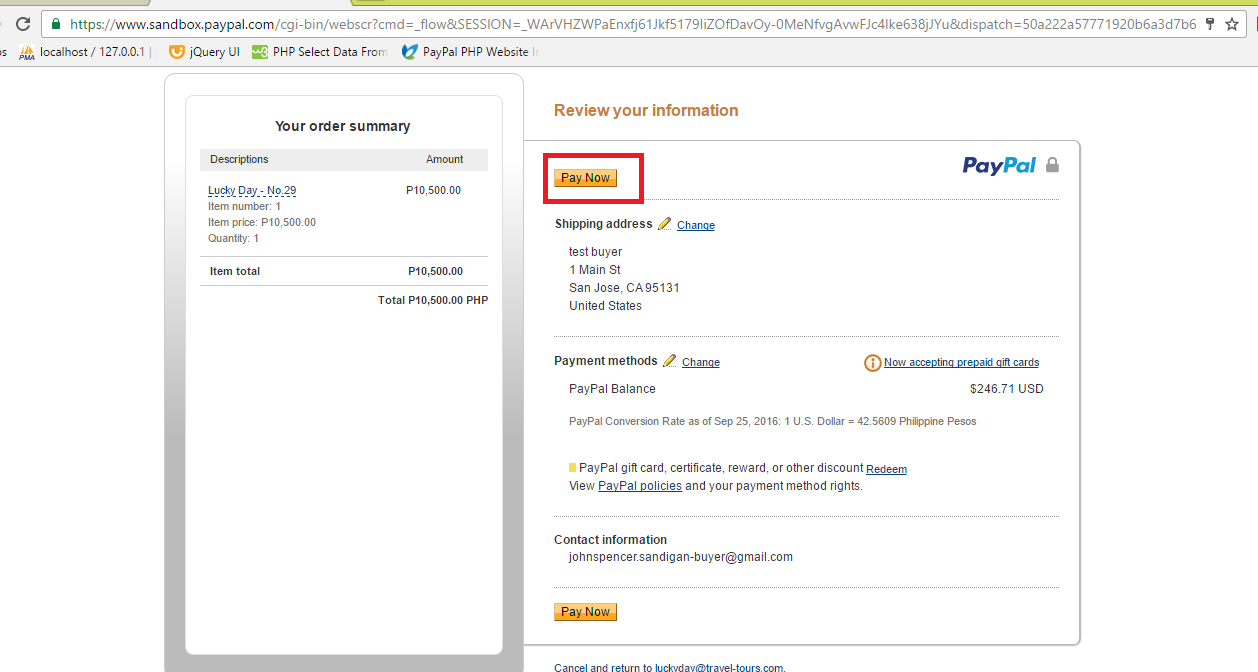 https://www.sandbox.paypal.com/cgi-bin/webscr?cmd=_flow&SESSION=_WArVHZWPaEnxfj61Jkf5179IiZOfDavOy-0MeNfvgAvwFJc4lke638jJYu&dispatch=50a222a57771920b6a3d7b6
localhost / 127.0.0.1 | jQuery UI PHP Select Data From PayPal PHP Website
Your order summary
Descriptions Amount
Lucky Day - No.29 P10,500.00
Item number: 1
Item price: P10,500.00
Quantity: 1
Item total P10,500.00
Total P10,500.00 PHP
Review your information
PayPal
Pay Now
Shipping address Change
test buyer
1 Main St
San Jose, CA 95131
United States
Payment methods Change Now accepting prepaid gift cards
PayPal Balance $246.71 USD
PayPal Conversion Rate as of Sep 25, 2016: 1 U.S. Dollar = 42.5609 Philippine Pesos
PayPal gift card, certificate, reward, or other discount Redeem
View PayPal policies and your payment method rights.
Contact information
johnspencer.sandigan-buyer@gmail.com
Pay Now
Cancel and return to luckyday@travel-tours.com.